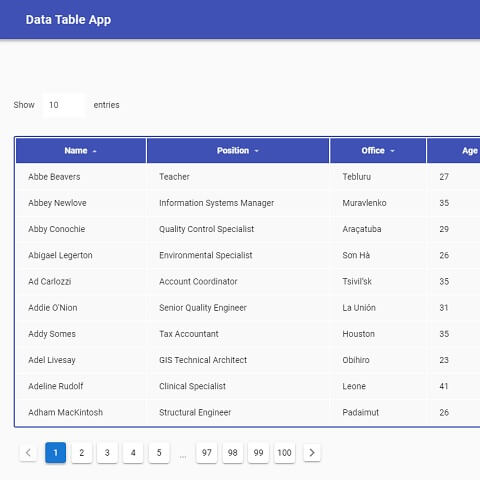 Data Table App
Show 10 entries
Name Position Office Age
Abbe Beavers Teacher Tebluru 27
Abbey Newlove Information Systems Manager Muravlenko 35
Abby Conochie Quality Control Specialist Araçatuba 29
Abigael Legerton Environmental Specialist Sơn Hà 26
Ad Carlozzi Account Coordinator Tsivil’sk 35
Addie O'Nion Senior Quality Engineer La Unión 31
Addy Somes Tax Accountant Houston 35
Adel Livesay GIS Technical Architect Obihiro 23
Adeline Rudolf Clinical Specialist Leone 41
Adham MacKintosh Structural Engineer Padaimut 26
1 2 3 4 5 ... 97 98 99 100